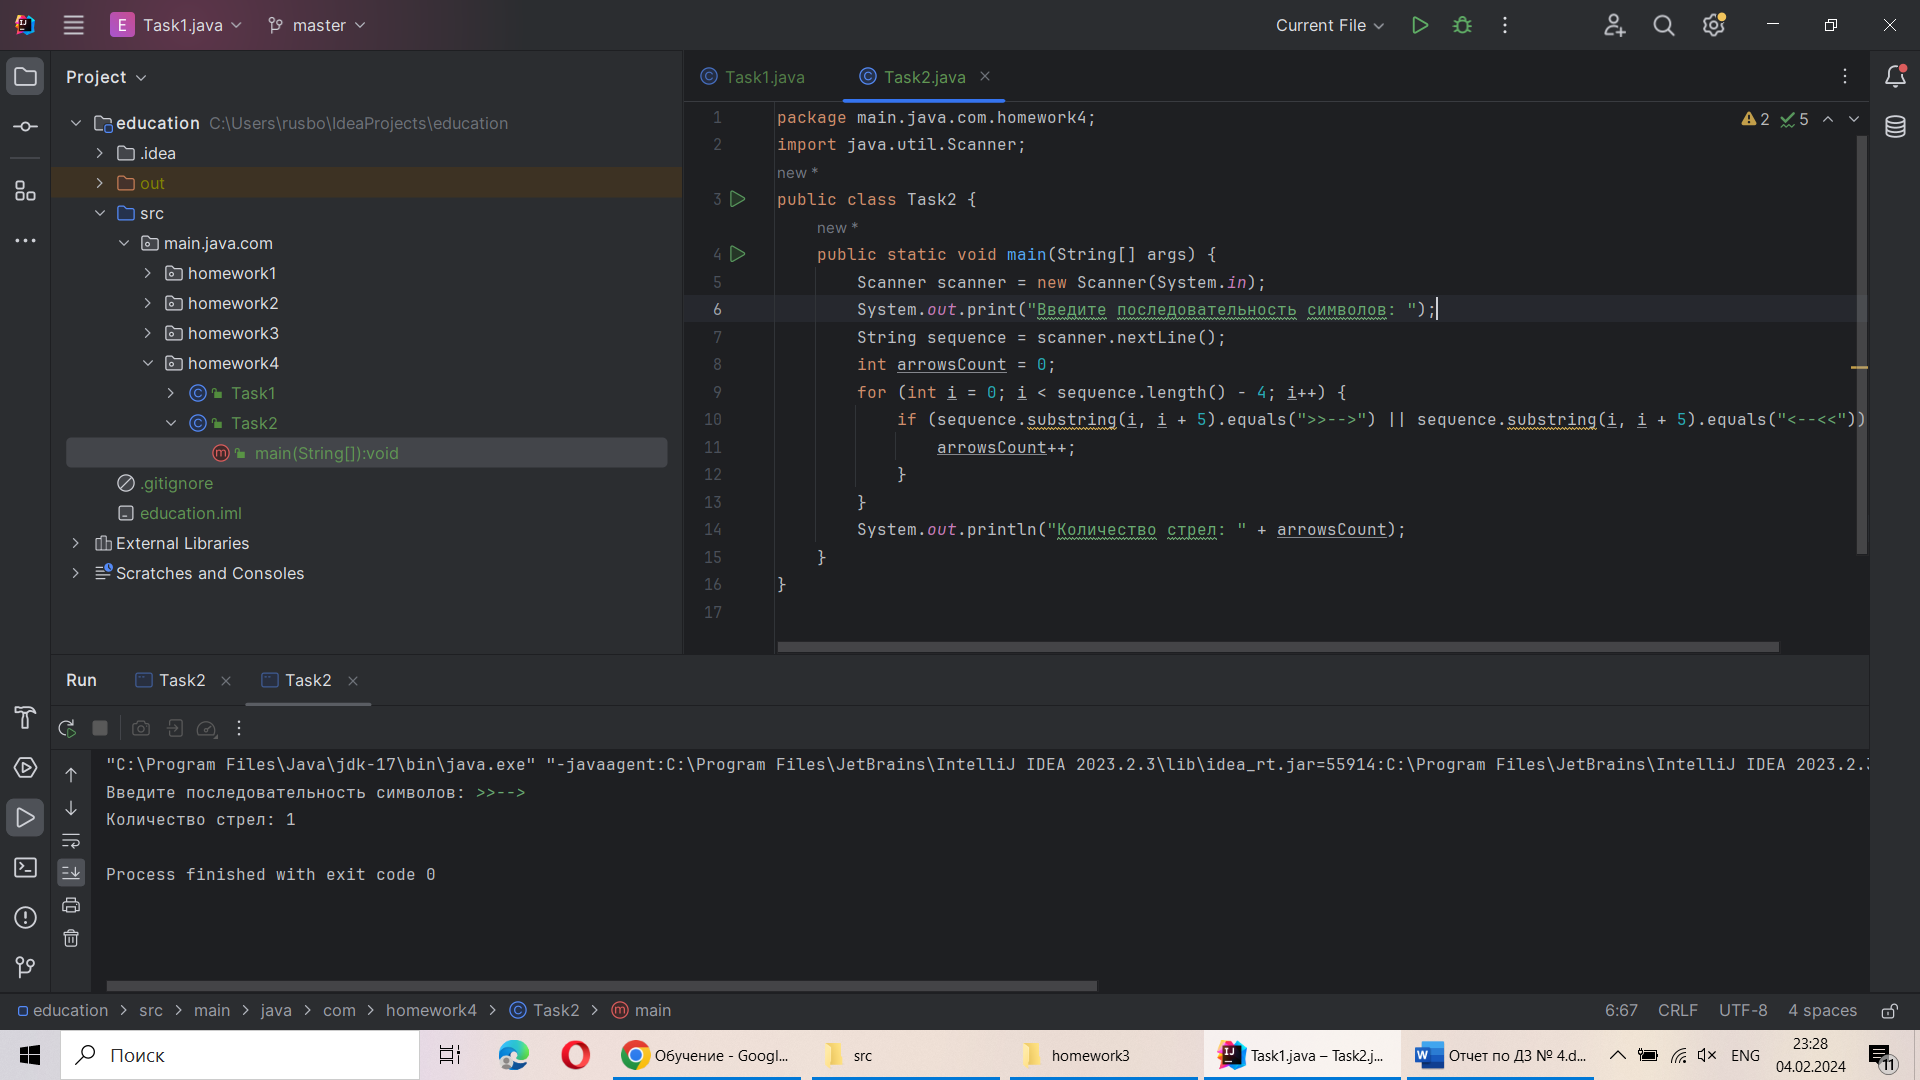 E Task1.java master Current File
Project
Task1.java Task2.java
education C:\Users\rusbo\IdeaProjects\education
.idea
out
src
main.java.com
homework1
homework2
homework3
homework4
Task1
Task2
main(String[]):void
.gitignore
education.iml
External Libraries
Scratches and Consoles
2 5
1 package main.java.com.homework4;
2 import java.util.Scanner;
new *
3 public class Task2 {
new *
4 public static void main(String[] args) {
5 Scanner scanner = new Scanner(System.in);
6 System.out.print("Введите последовательность символов: ");
7 String sequence = scanner.nextLine();
8 int arrowsCount = 0;
9 for (int i = 0; i < sequence.length() - 4; i++) {
10 if (sequence.substring(i, i + 5).equals(">>-->") || sequence.substring(i, i + 5).equals("<--<<"))
11 arrowsCount++;
12 }
13 }
14 System.out.println("Количество стрел: " + arrowsCount);
15 }
16 }
17
Run Task2 Task2
"C:\Program Files\Java\jdk-17\bin\java.exe" "-javaagent:C:\Program Files\JetBrains\IntelliJ IDEA 2023.2.3\lib\idea_rt.jar=55914:C:\Program Files\JetBrains\IntelliJ IDEA 2023.2.3
Введите последовательность символов: >>-->
Количество стрел: 1
Process finished with exit code 0
education > src > main > java > com > homework4 > Task2 > main 6:67 CRLF UTF-8 4 spaces
Поиск Обучение - Googl... src homework3 Task1.java – Task2.j... Отчет по ДЗ № 4.d... ENG 23:28
04.02.2024
11